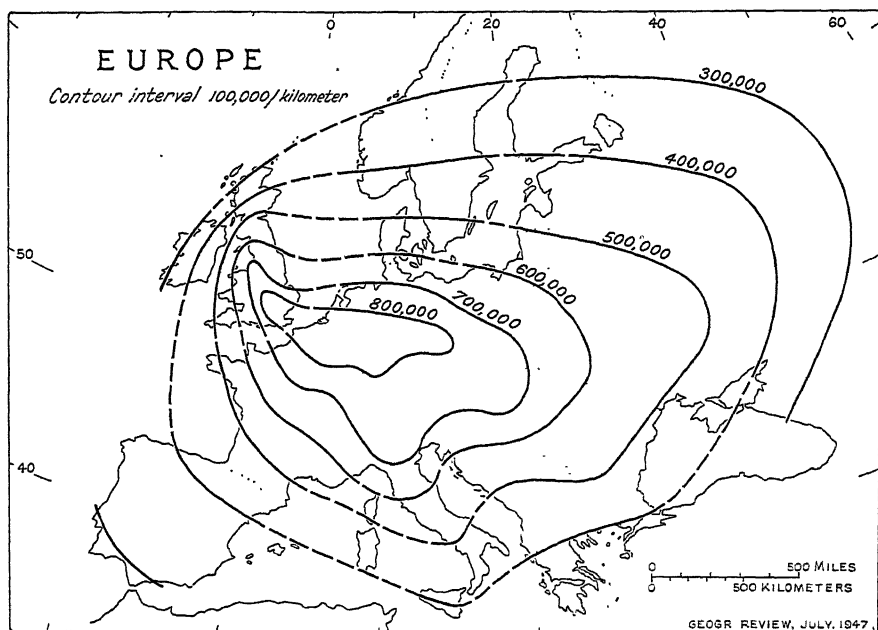 0
20
40
60
EUROPE
Contour interval 100,000/kilometer
300,000
400,000
50
500,000
600,000
700,000
800,000
40
0 500 MILES
0 500 KILOMETERS
GEOGR REVIEW, JULY, 1947